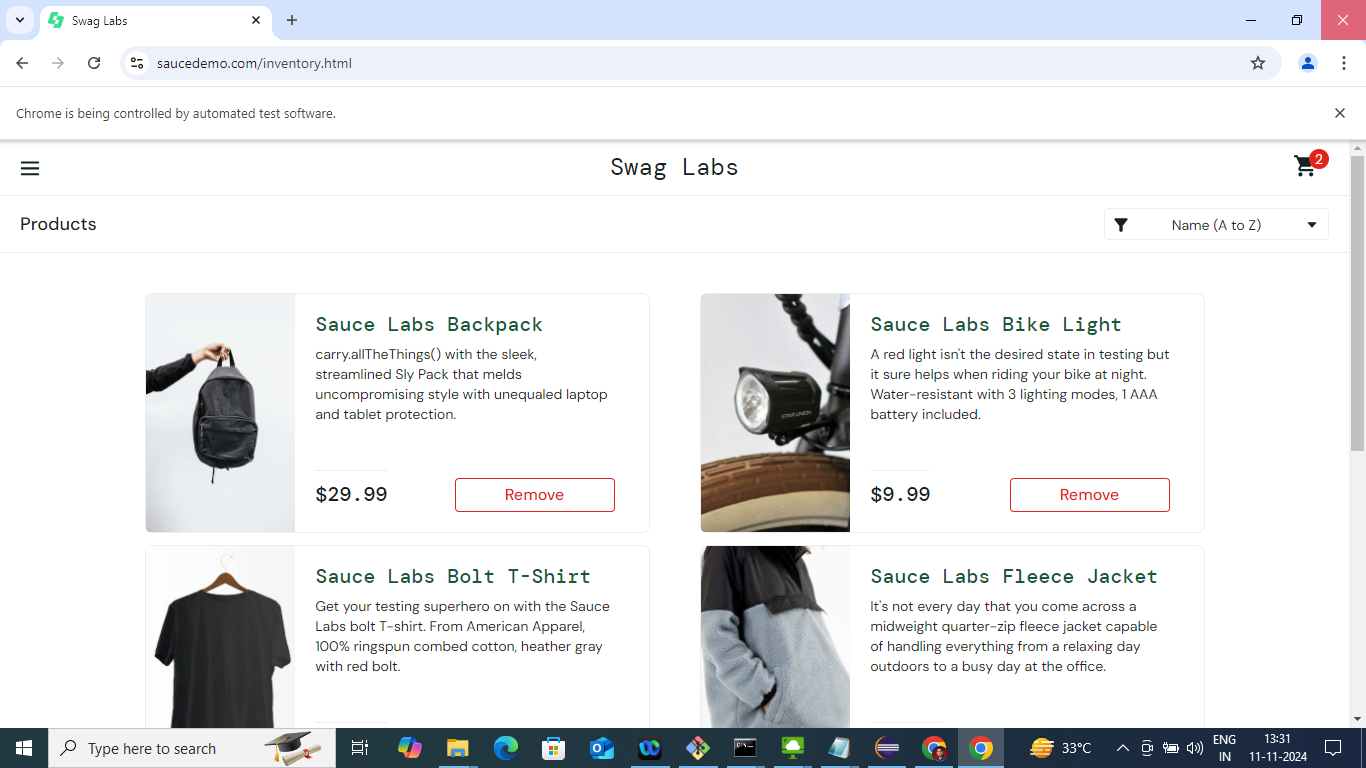 Swag Labs
saucedemo.com/inventory.html
Chrome is being controlled by automated test software.
Swag Labs
2
Products
Name (A to Z)
Sauce Labs Backpack
carry.allTheThings() with the sleek,
streamlined Sly Pack that melds
uncompromising style with unequaled laptop
and tablet protection.
$29.99
Remove
Sauce Labs Bike Light
A red light isn't the desired state in testing but
it sure helps when riding your bike at night.
Water-resistant with 3 lighting modes, 1 AAA
battery included.
$9.99
Remove
STAR UNION
Sauce Labs Bolt T-Shirt
Get your testing superhero on with the Sauce
Labs bolt T-shirt. From American Apparel,
100% ringspun combed cotton, heather gray
with red bolt.
Sauce Labs Fleece Jacket
It's not every day that you come across a
midweight quarter-zip fleece jacket capable
of handling everything from a relaxing day
outdoors to a busy day at the office.
Type here to search
33°C
ENG
IN
13:31
11-11-2024